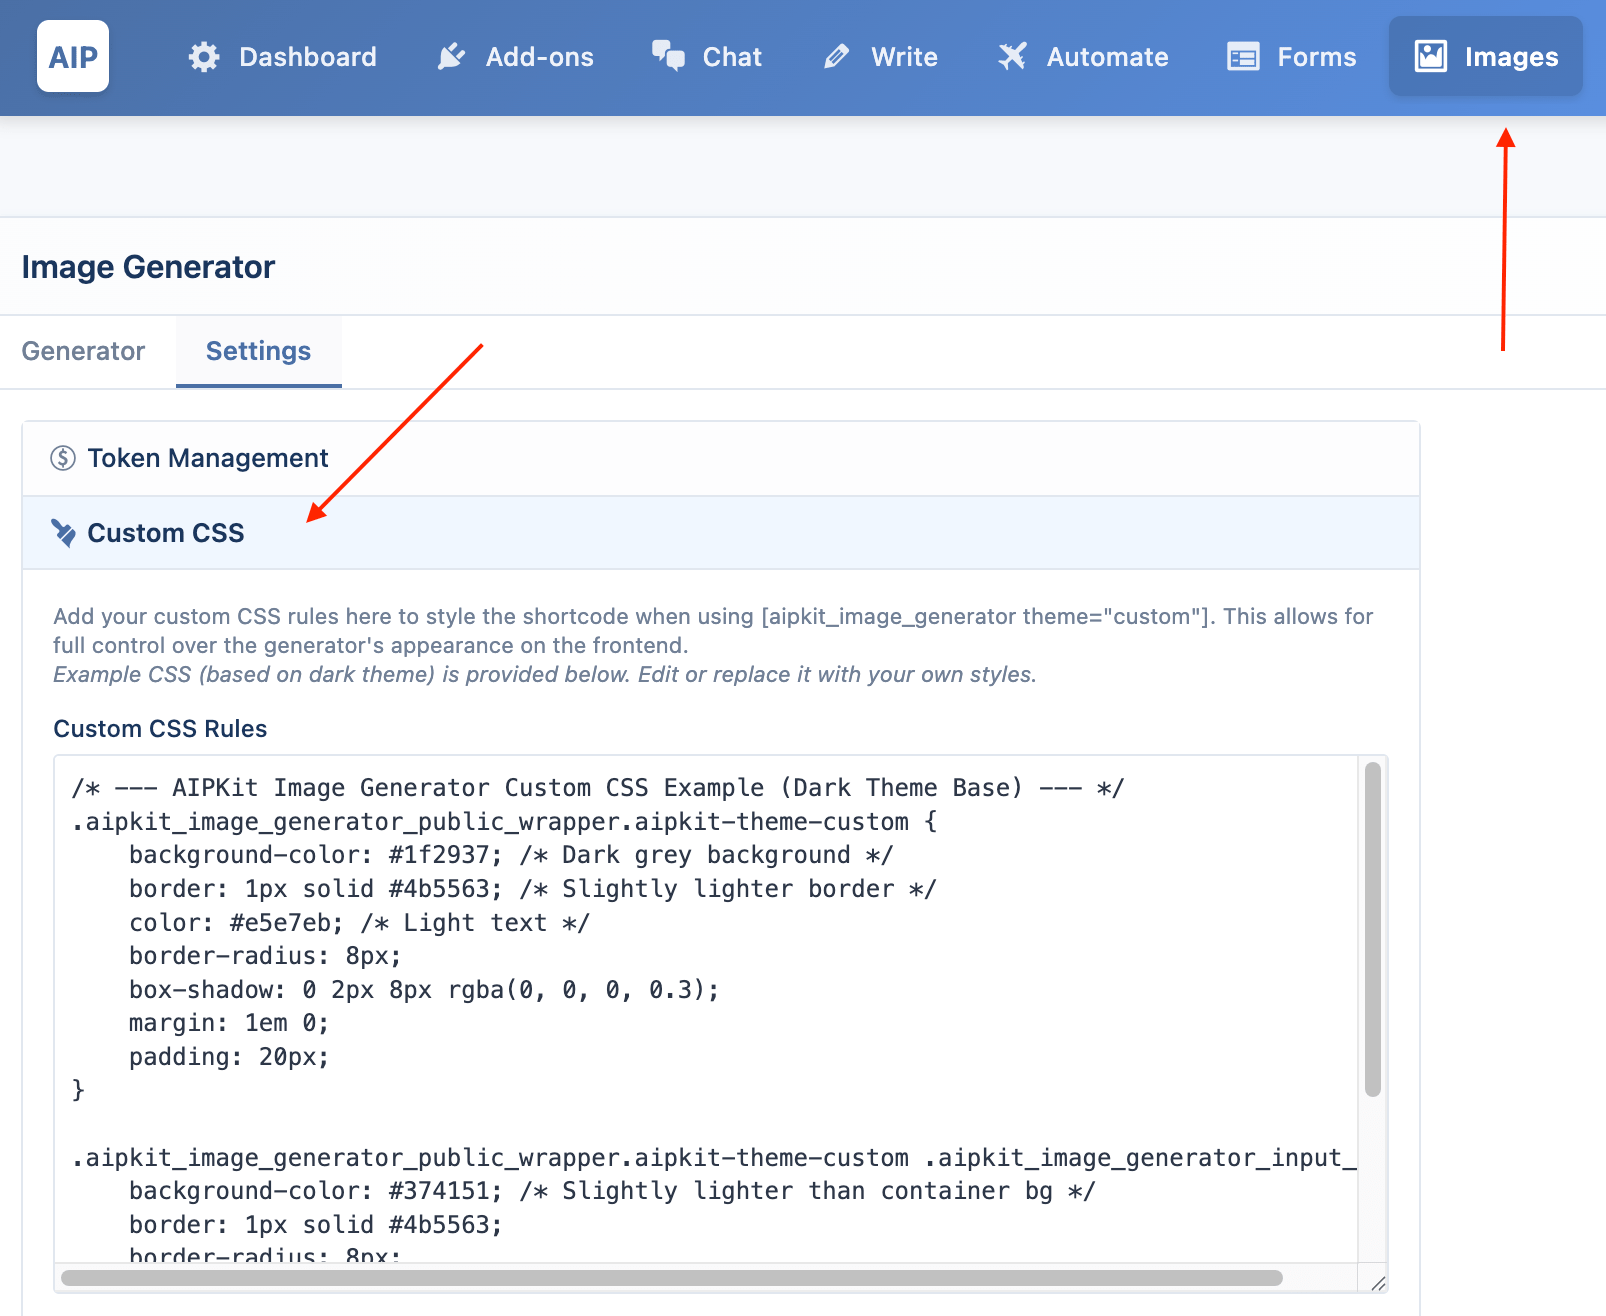 AIP Dashboard Add-ons Chat Write Automate Forms Images
Image Generator
Generator Settings
Token Management
Custom CSS
Add your custom CSS rules here to style the shortcode when using [aipkit_image_generator theme="custom"]. This allows for
full control over the generator's appearance on the frontend.
Example CSS (based on dark theme) is provided below. Edit or replace it with your own styles.
Custom CSS Rules
/* --- AIPKit Image Generator Custom CSS Example (Dark Theme Base) --- */
.aipkit_image_generator_public_wrapper.aipkit-theme-custom {
    background-color: #1f2937; /* Dark grey background */
    border: 1px solid #4b5563; /* Slightly lighter border */
    color: #e5e7eb; /* Light text */
    border-radius: 8px;
    box-shadow: 0 2px 8px rgba(0, 0, 0, 0.3);
    margin: 1em 0;
    padding: 20px;
}
.aipkit_image_generator_public_wrapper.aipkit-theme-custom .aipkit_image_generator_input_
    background-color: #374151; /* Slightly lighter than container bg */
    border: 1px solid #4b5563;
    border-radius: 8px;